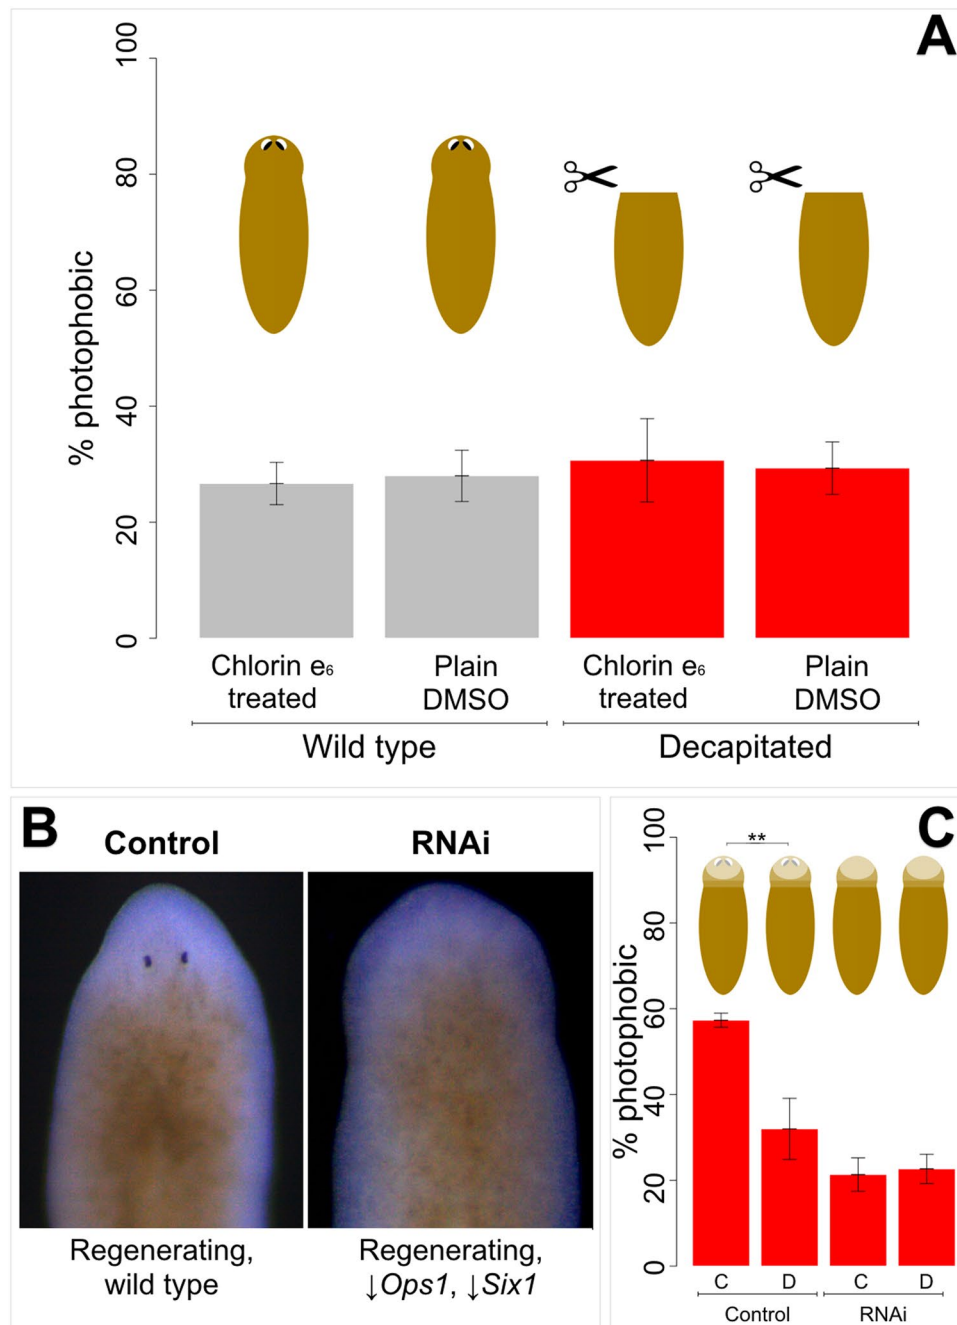 A
100
80
60
40
20
0
% photophobic
Chlorin e₆
treated
Plain
DMSO
Chlorin e₆
treated
Plain
DMSO
Wild type
Decapitated
B
Control
RNAi
Regenerating,
wild type
Regenerating,
↓Ops1, ↓Six1
C
**
100
80
60
40
20
0
% photophobic
C
D
C
D
Control
RNAi